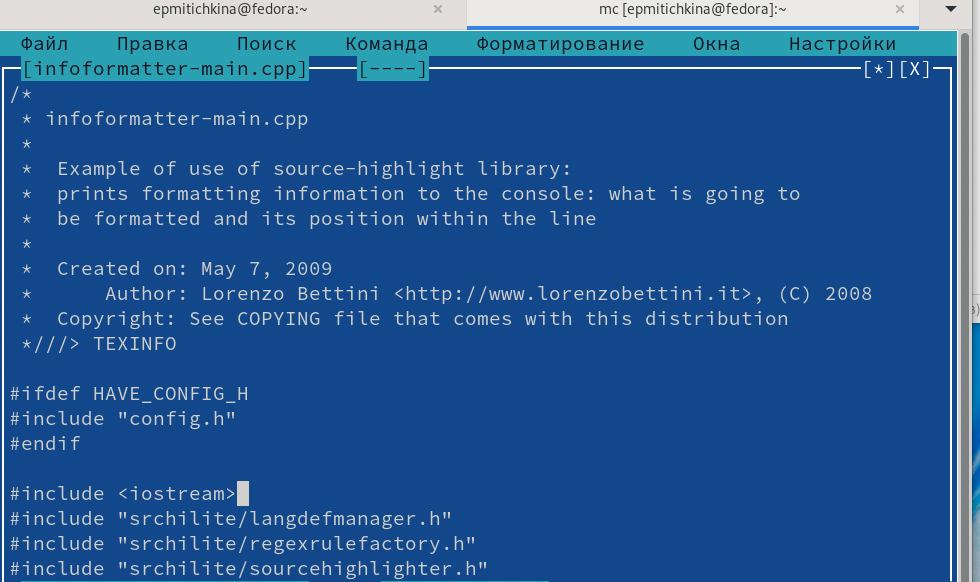 epmitichkina@fedora:~ × mc [epmitichkina@fedora]:~ ×
Файл Правка Поиск Команда Форматирование Окна Настройки
[infoformatter-main.cpp] [----] [*][X]
/*
* infoformatter-main.cpp
*
* Example of use of source-highlight library:
* prints formatting information to the console: what is going to
* be formatted and its position within the line
*
* Created on: May 7, 2009
* Author: Lorenzo Bettini <http://www.lorenzobettini.it>, (C) 2008
* Copyright: See COPYING file that comes with this distribution
*///> TEXINFO
#ifdef HAVE_CONFIG_H
#include "config.h"
#endif
#include <iostream>
#include "srchilite/langdefmanager.h"
#include "srchilite/regexrulefactory.h"
#include "srchilite/sourcehighlighter.h"